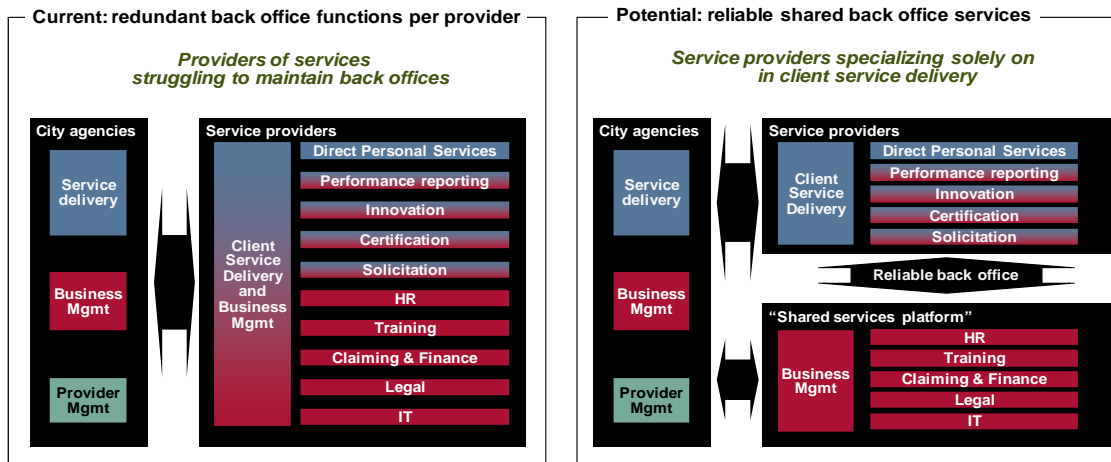 Current: redundant back office functions per provider
Providers of services
struggling to maintain back offices
City agencies
Service
delivery
Business
Mgmt
Provider
Mgmt
Service providers
Client
Service
Delivery
and
Business
Mgmt
Direct Personal Services
Performance reporting
Innovation
Certification
Solicitation
HR
Training
Claiming & Finance
Legal
IT
Potential: reliable shared back office services
Service providers specializing solely on
in client service delivery
City agencies
Service
delivery
Business
Mgmt
Provider
Mgmt
Service providers
Client
Service
Delivery
Direct Personal Services
Performance reporting
Innovation
Certification
Solicitation
Reliable back office
“Shared services platform”
Business
Mgmt
HR
Training
Claiming & Finance
Legal
IT